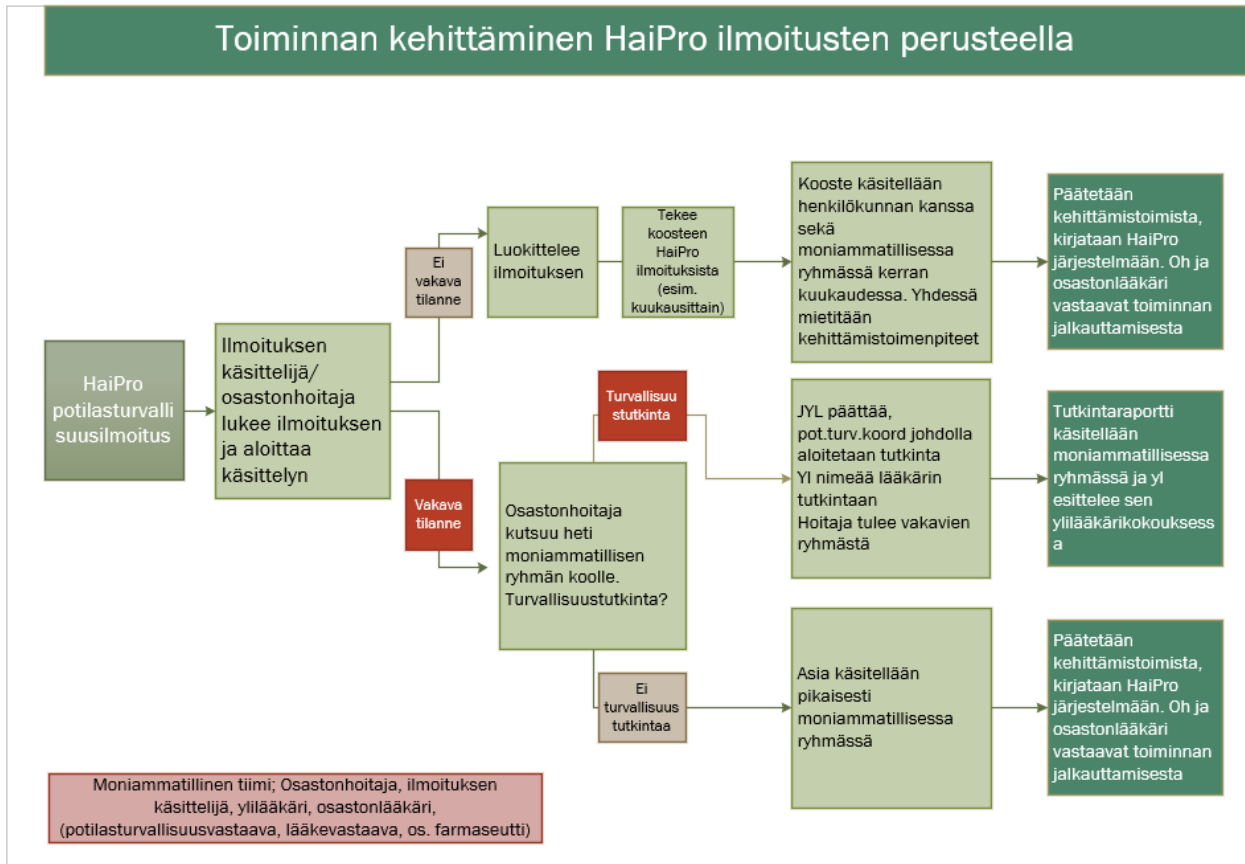 Toiminnan kehittäminen HaiPro ilmoitusten perusteella
HaiPro
potilasturvalli
suusilmoitus
Ilmoituksen
käsittelijä/
osastonhoitaja
lukee ilmoituksen
ja aloittaa
käsittelyn
Ei
vakava
tilanne
Luokittelee
ilmoituksen
Tekee
koosteen
HaiPro
ilmoituksista
(esim.
kuukausittain)
Kooste käsitellään
henkilökunnan kanssa
sekä
moniammatillisessa
ryhmässä kerran
kuukaudessa. Yhdessä
mietitään
kehittämistoimenpiteet
Päätetään
kehittämistoimista,
kirjataan HaiPro
järjestelmään. Oh ja
osastonlääkäri
vastaavat toiminnan
jalkauttamisesta
Vakava
tilanne
Osastonhoitaja
kutsuu heti
moniammatillisen
ryhmän koolle.
Turvallisuustutkinta?
Turvallisuu
stutkinta
JYL päättää,
pot.turv.koord johdolla
aloitetaan tutkinta
Yl nimeää lääkärin
tutkintaan
Hoitaja tulee vakavien
ryhmästä
Tutkintaraportti
käsitellään
moniammatillisessa
ryhmässä ja yl
esittelee sen
ylilääkärikokouksess
a
Ei
turvallisuus
tutkintaa
Asia käsitellään
pikaisesti
moniammatillisessa
ryhmässä
Päätetään
kehittämistoimista,
kirjataan HaiPro
järjestelmään. Oh ja
osastonlääkäri
vastaavat toiminnan
jalkauttamisesta
Moniammatillinen tiimi; Osastonhoitaja, ilmoituksen
käsittelijä, ylilääkäri, osastonlääkäri,
(potilasturvallisuusvastaava, lääkevastaava, os. farmaseutti)